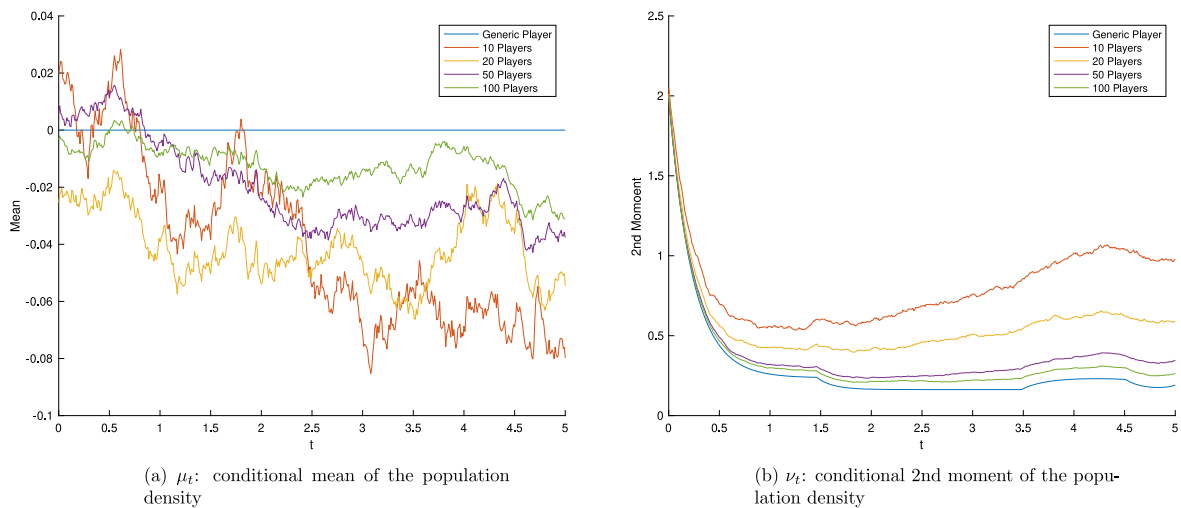 0.04
0.02
0
-0.02
-0.04
-0.06
-0.08
-0.1
Mean
0 0.5 1 1.5 2 2.5 3 3.5 4 4.5 5
t
Generic Player
10 Players
20 Players
50 Players
100 Players
(a) μt: conditional mean of the population
density
2.5
2
1.5
1
0.5
0
2nd Momoent
0 0.5 1 1.5 2 2.5 3 3.5 4 4.5 5
t
Generic Player
10 Players
20 Players
50 Players
100 Players
(b) νt: conditional 2nd moment of the popu-
lation density